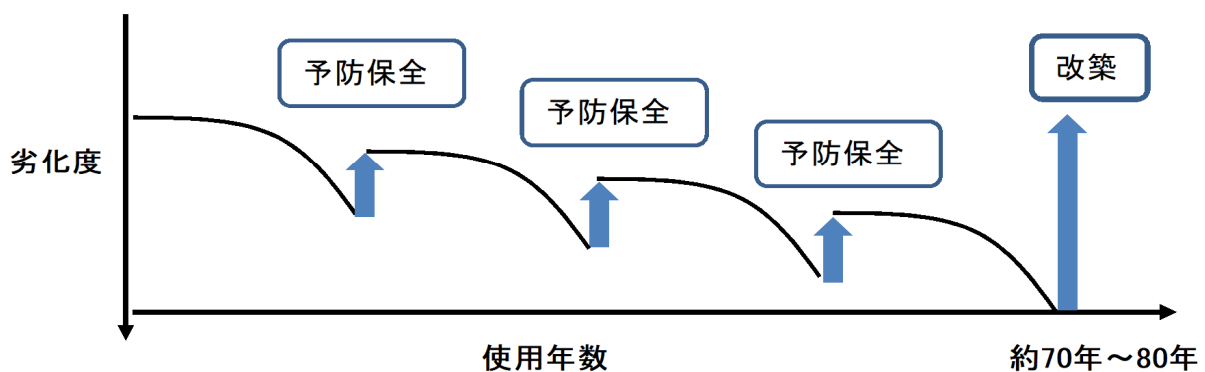 予防保全
予防保全
予防保全
改築
劣化度
使用年数
約70年～80年